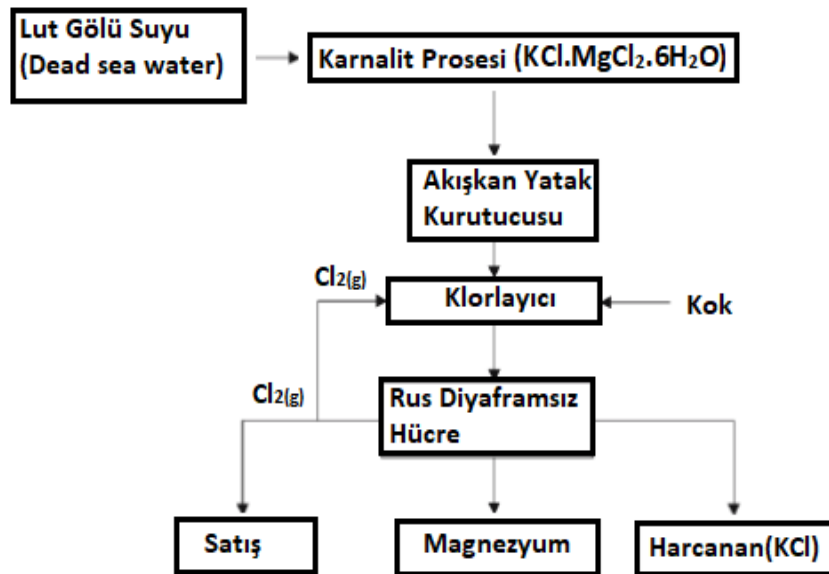 Lut Gölü Suyu
(Dead sea water)
Karnalit Prosesi (KCl.MgCl₂.6H₂O)
Akışkan Yatak
Kurutucusu
Cl₂(g)
Klorlayıcı
Kok
Cl₂(g)
Rus Diyaframsız
Hücre
Satış
Magnezyum
Harcanan(KCl)